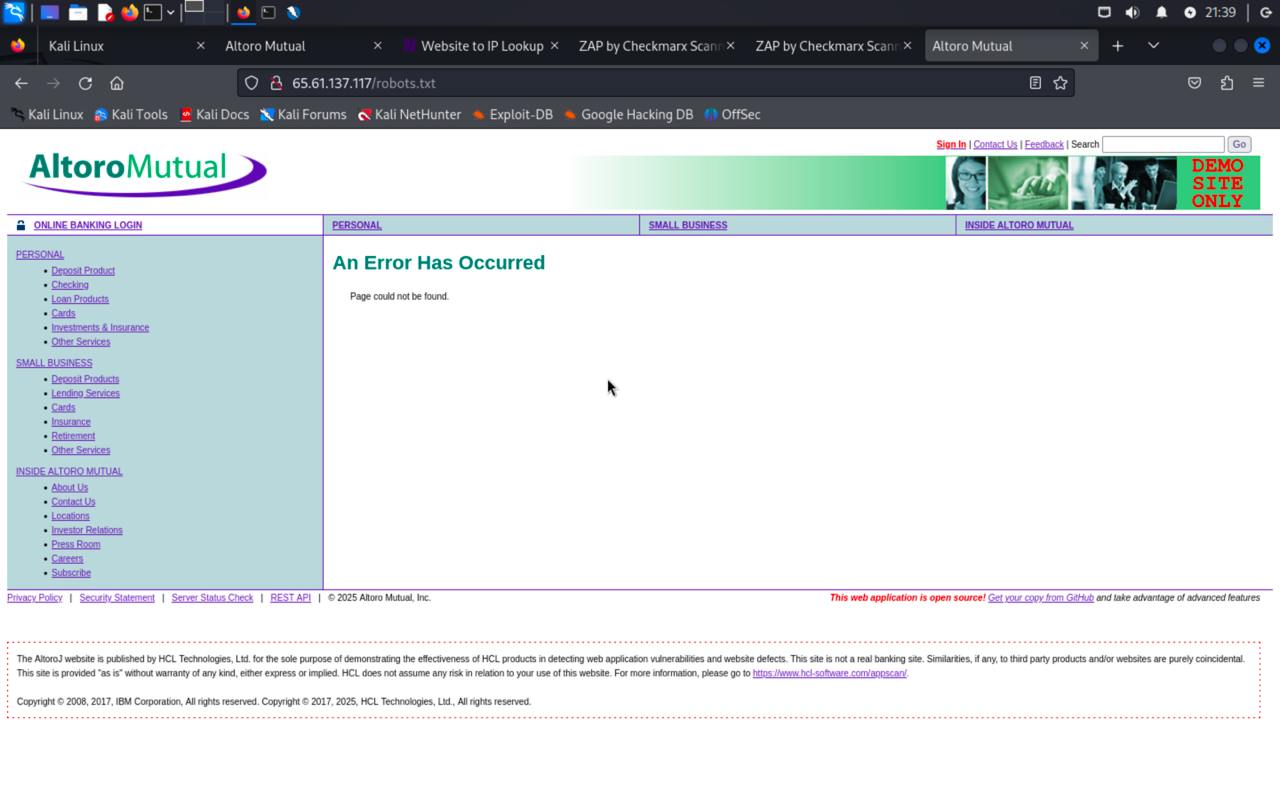 21:39
Kali Linux
Altoro Mutual
Website to IP Lookup
ZAP by Checkmarx Scann
ZAP by Checkmarx Scann
Altoro Mutual
65.61.137.117/robots.txt
Kali Linux
Kali Tools
Kali Docs
Kali Forums
Kali NetHunter
Exploit-DB
Google Hacking DB
OffSec
Sign In | Contact Us | Feedback | Search
Go
AltoroMutual
DEMO
SITE
ONLY
ONLINE BANKING LOGIN
PERSONAL
SMALL BUSINESS
INSIDE ALTORO MUTUAL
PERSONAL
Deposit Product
Checking
Loan Products
Cards
Investments & Insurance
Other Services
SMALL BUSINESS
Deposit Products
Lending Services
Cards
Insurance
Retirement
Other Services
INSIDE ALTORO MUTUAL
About Us
Contact Us
Locations
Investor Relations
Press Room
Careers
Subscribe
An Error Has Occurred
Page could not be found.
Privacy Policy | Security Statement | Server Status Check | REST API | © 2025 Altoro Mutual, Inc.
This web application is open source! Get your copy from GitHub and take advantage of advanced features
The AltoroJ website is published by HCL Technologies, Ltd. for the sole purpose of demonstrating the effectiveness of HCL products in detecting web application vulnerabilities and website defects. This site is not a real banking site. Similarities, if any, to third party products and/or websites are purely coincidental.
This site is provided "as is" without warranty of any kind, either express or implied. HCL does not assume any risk in relation to your use of this website. For more information, please go to https://www.hcl-software.com/appscan/.
Copyright © 2008, 2017, IBM Corporation, All rights reserved. Copyright © 2017, 2025, HCL Technologies, Ltd., All rights reserved.